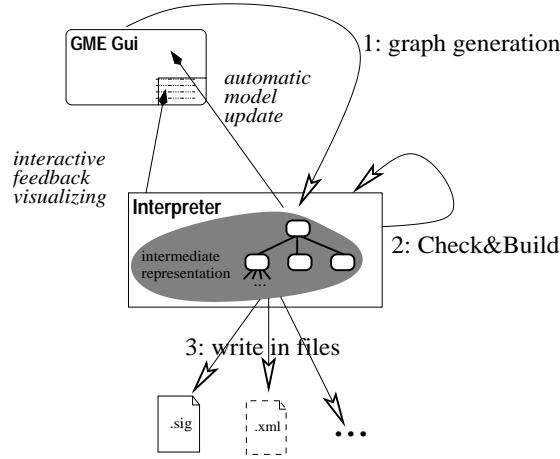 GME Gui
1: graph generation
automatic
model
update
interactive
feedback
visualizing
Interpreter
2: Check&Build
intermediate
representation
...
3: write in files
.sig
.xml
...